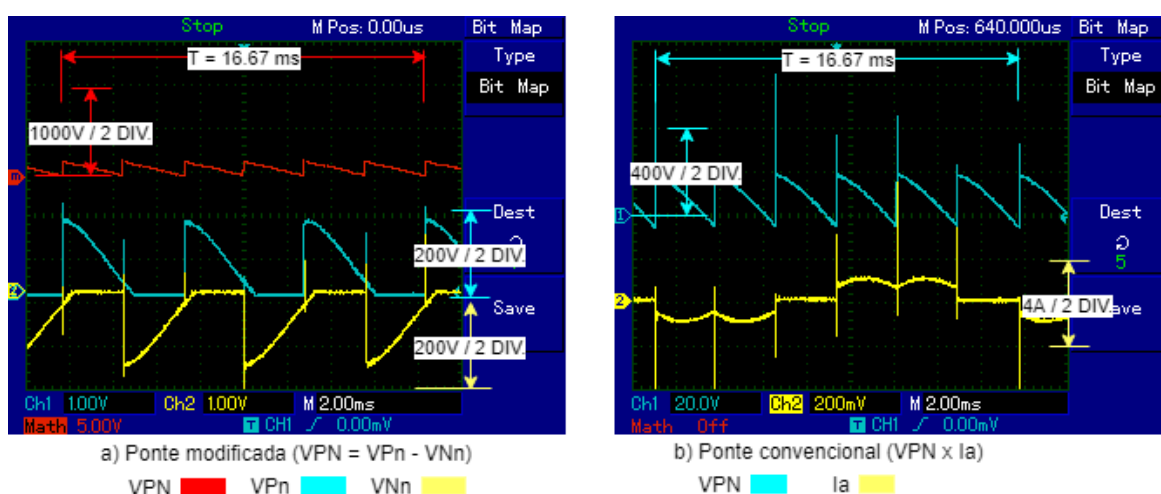 Stop M Pos: 0.00us Bit Map
Type
Bit Map
T = 16.67 ms
1000V / 2 DIV.
m
Dest
200V / 2 DIV.
2
Save
200V / 2 DIV.
Ch1 1.00V Ch2 1.00V M 2.00ms
Math 5.00V T CH1 0.00mV
a) Ponte modificada (VPN = VPn - VNn)
VPN VPn VNn
Stop M Pos: 640.000us Bit Map
Type
Bit Map
T = 16.67 ms
400V / 2 DIV.
1
Dest
5
2
4A / 2 DIV.
ave
Ch1 20.0V Ch2 200mV M 2.00ms
Math Off T CH1 0.00mV
b) Ponte convencional (VPN x Ia)
VPN Ia